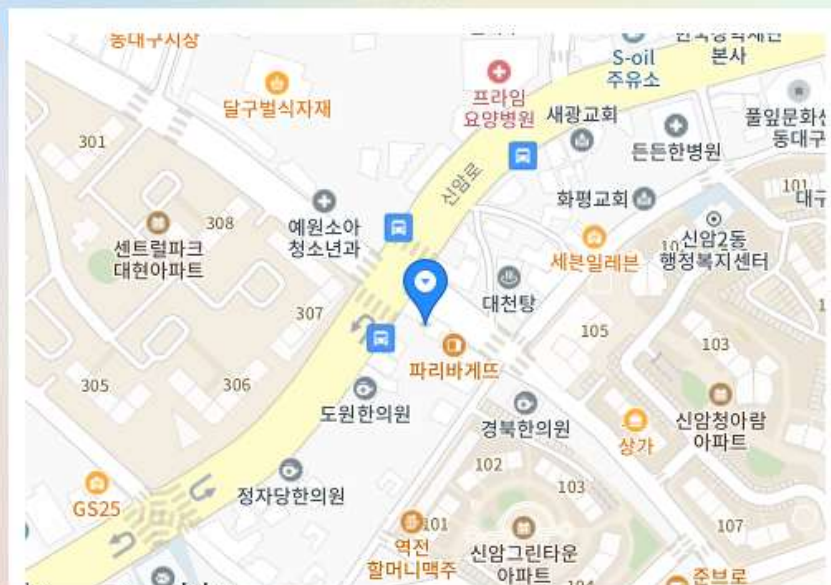 동대구시장
S-oil
주유소
본사
달구벌식자재
프라임
요양병원
새광교회
든든한병원
풀잎문화센
동대구
301
신암로
308
예원소아
청소년과
화평교회
101
대구
센트럴파크
대현아파트
세븐일레븐
신암2동
행정복지센터
대천탕
307
105
103
파리바게뜨
305
306
도원한의원
경북한의원
상가
신암청아람
아파트
102
정자당한의원
103
GS25
101
107
역전
할머니맥주
신암그린타운
아파트
준브로
104